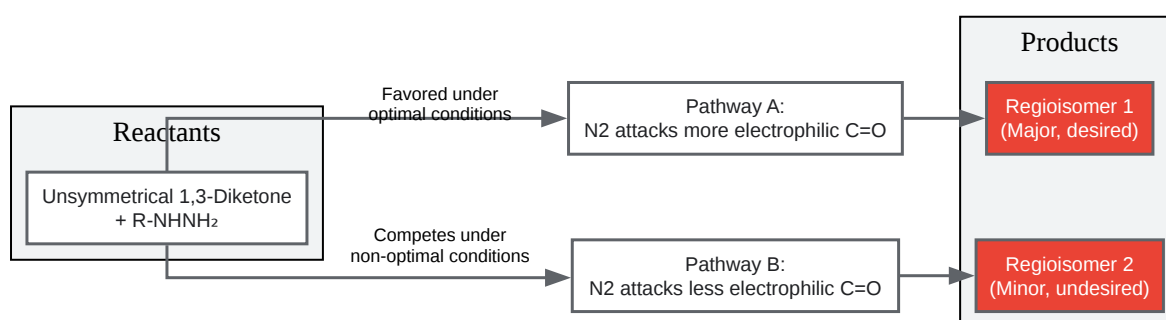 Products
Reactants
Unsymmetrical 1,3-Diketone
+ R-NHNH₂
Favored under
optimal conditions
Pathway A:
N2 attacks more electrophilic C=O
Regioisomer 1
(Major, desired)
Competes under
non-optimal conditions
Pathway B:
N2 attacks less electrophilic C=O
Regioisomer 2
(Minor, undesired)